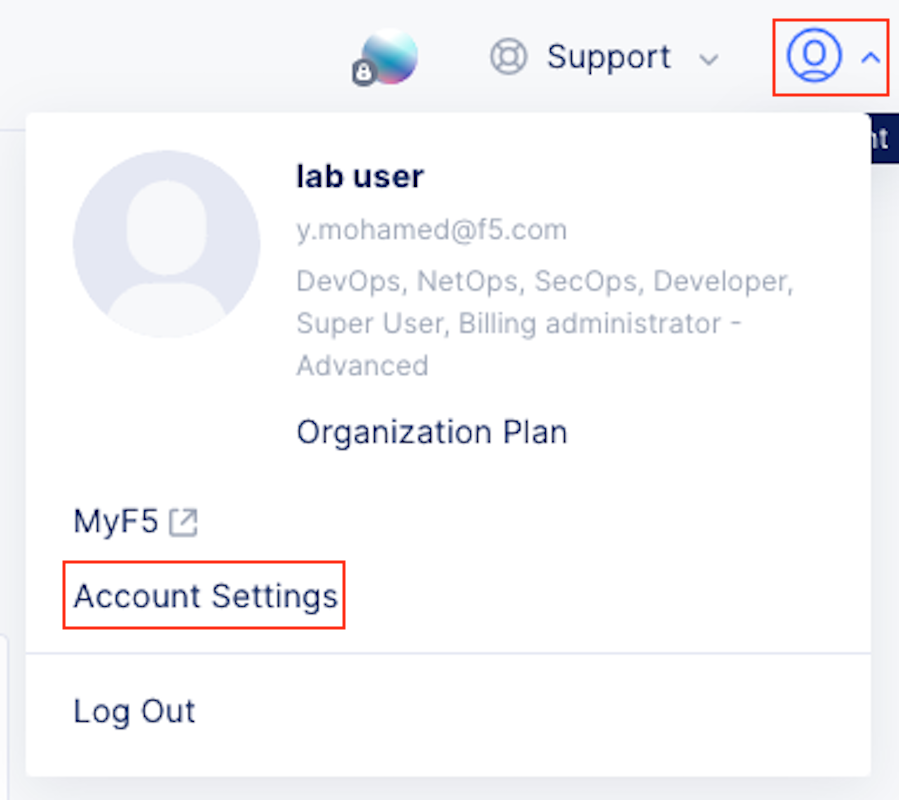 Support
lab user
y.mohamed@f5.com
DevOps, NetOps, SecOps, Developer,
Super User, Billing administrator -
Advanced
Organization Plan
MyF5
Account Settings
Log Out